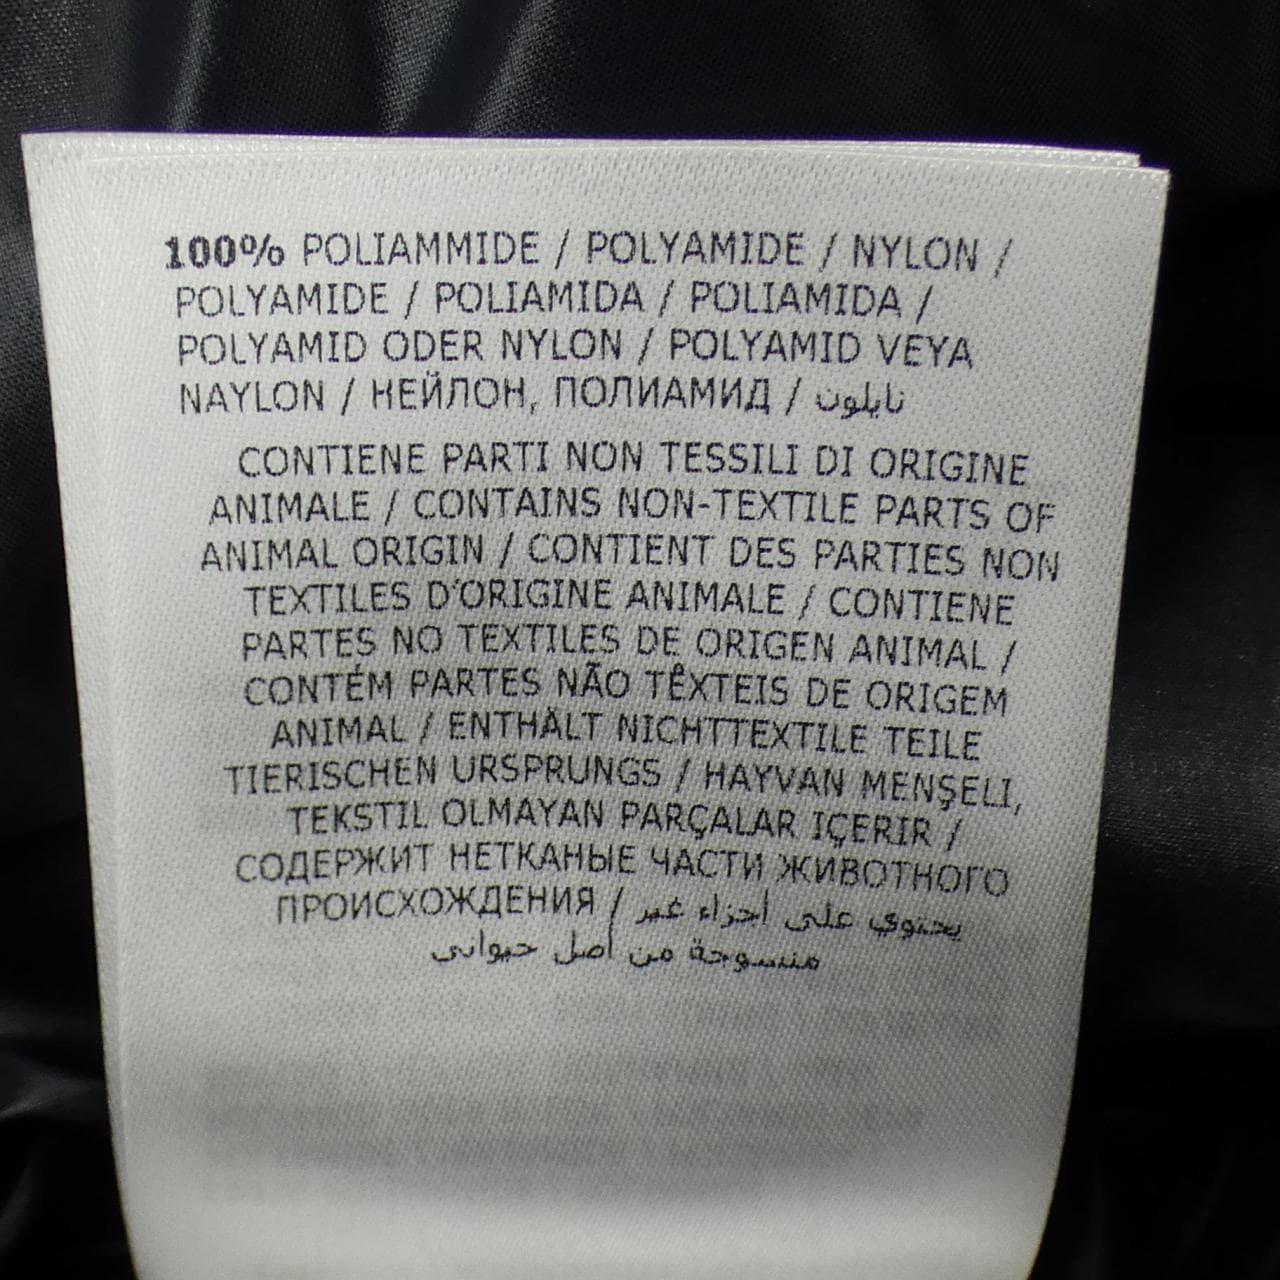 100% POLIAMMIDE / POLYAMIDE / NYLON /
POLYAMIDE / POLIAMIDA / POLIAMIDA /
POLYAMID ODER NYLON / POLYAMID VEYA
NAYLON / НЕЙЛОН, ПОЛИАМИД / نايلون
CONTIENE PARTI NON TESSILI DI ORIGINE
ANIMALE / CONTAINS NON-TEXTILE PARTS OF
ANIMAL ORIGIN / CONTIENT DES PARTIES NON
TEXTILES D'ORIGINE ANIMALE / CONTIENE
PARTES NO TEXTILES DE ORIGEN ANIMAL /
CONTÉM PARTES NÃO TÊXTEIS DE ORIGEM
ANIMAL / ENTHÄLT NICHTTEXTILE TEILE
TIERISCHEN URSPRUNGS / HAYVAN MENŞELI,
TEKSTIL OLMAYAN PARÇALAR IÇERIR /
СОДЕРЖИТ НЕТКАНЫЕ ЧАСТИ ЖИВОТНОГО
ПРОИСХОЖДЕНИЯ / يحتوي على أجزاء غير
منسوجة من أصل حيواني